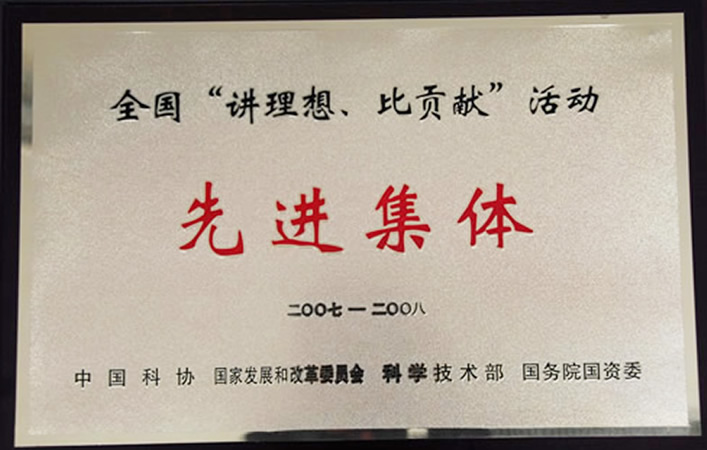 全国“讲理想、比贡献”活动
先进集体
二〇〇七一二〇〇八
中国科协 国家发展和改革委员会 科学技术部 国务院国资委